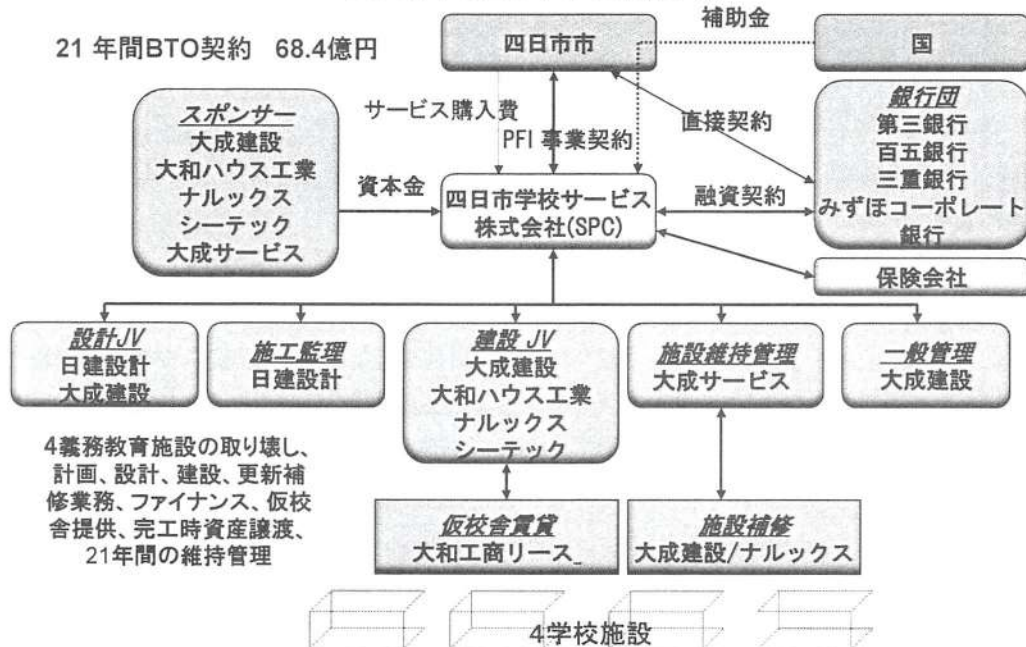 補助金
21 年間BTO契約 68.4億円
四日市市
国
サービス購入費
PFI 事業契約
直接契約
スポンサー
大成建設
大和ハウス工業
ナルックス
シーテック
大成サービス
資本金
四日市学校サービス
株式会社(SPC)
融資契約
銀行団
第三銀行
百五銀行
三重銀行
みずほコーポレート
銀行
保険会社
設計JV
日建設計
大成建設
施工監理
日建設計
建設 JV
大成建設
大和ハウス工業
ナルックス
シーテック
施設維持管理
大成サービス
一般管理
大成建設
4義務教育施設の取り壊し、
計画、設計、建設、更新補
修業務、ファイナンス、仮校
舎提供、完工時資産譲渡、
21年間の維持管理
仮校舎賃貸
大和工商リース
施設補修
大成建設/ナルックス
4学校施設